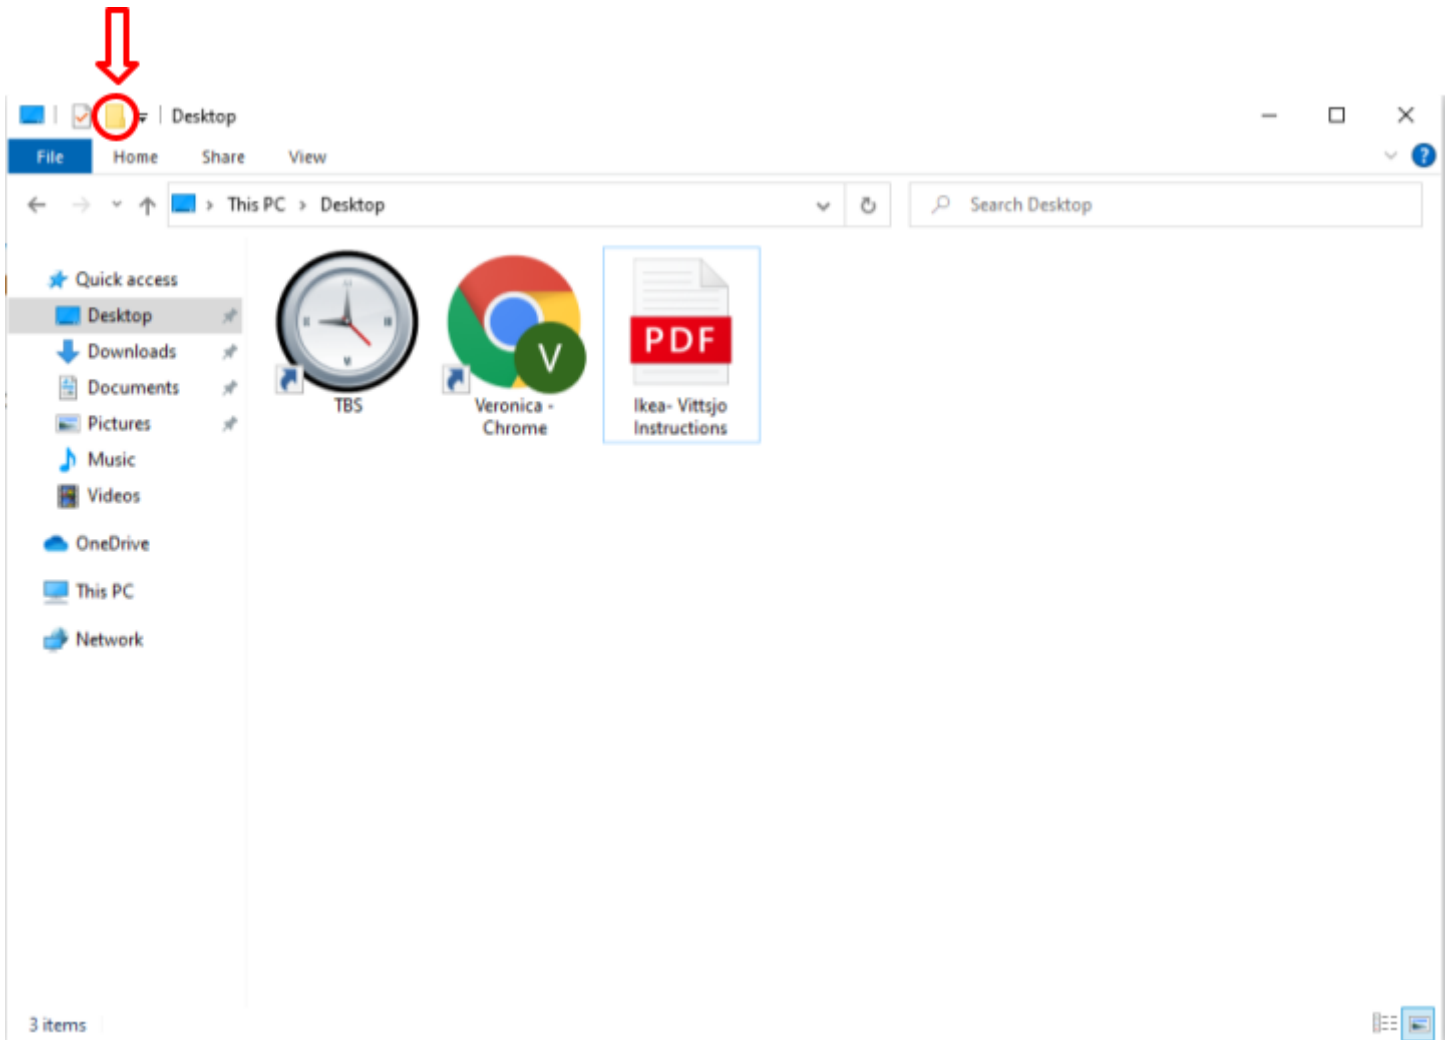 Desktop
File Home Share View ?
This PC > Desktop
Search Desktop
Quick access
Desktop
Downloads
Documents
Pictures
Music
Videos
OneDrive
This PC
Network
TBS
V
Veronica -
Chrome
PDF
Ikea- Vittsjo
Instructions
3 items